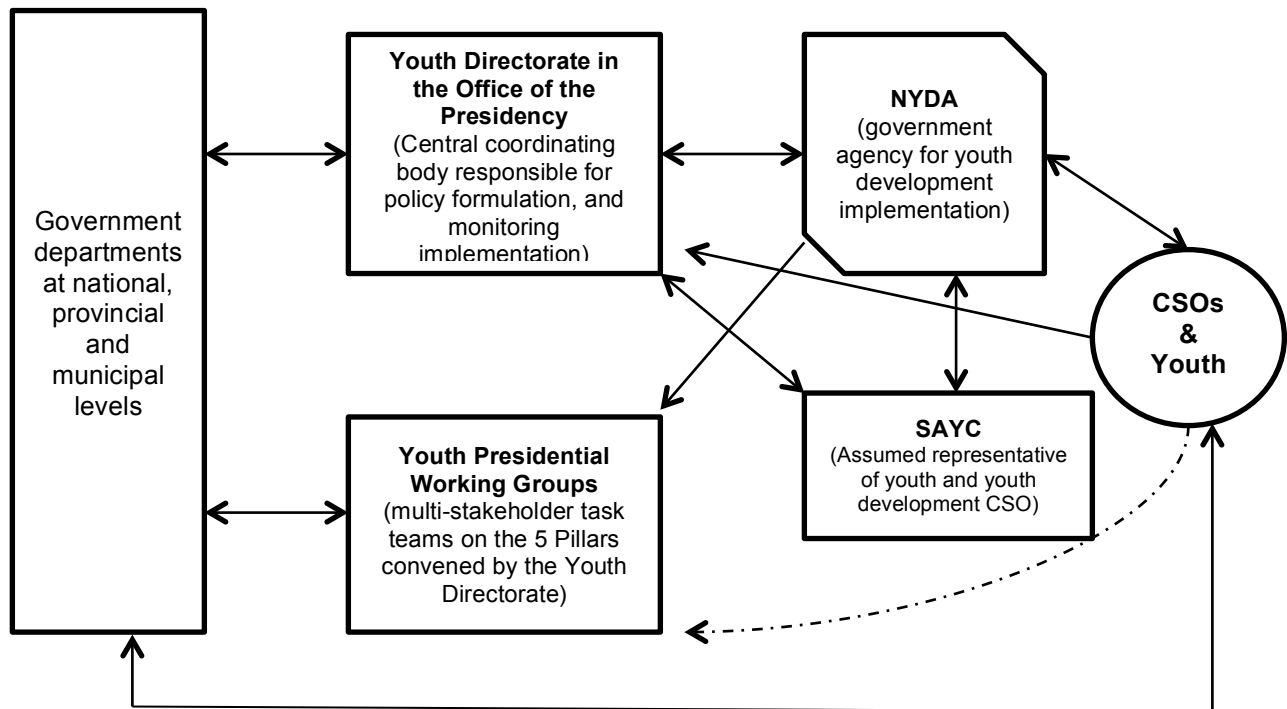 Government
departments
at national,
provincial
and
municipal
levels
Youth Directorate in
the Office of the
Presidency
(Central coordinating
body responsible for
policy formulation, and
monitoring
implementation)
NYDA
(government
agency for youth
development
implementation)
CSOs
&
Youth
Youth Presidential
Working Groups
(multi-stakeholder task
teams on the 5 Pillars
convened by the Youth
Directorate)
SAYC
(Assumed representative
of youth and youth
development CSO)